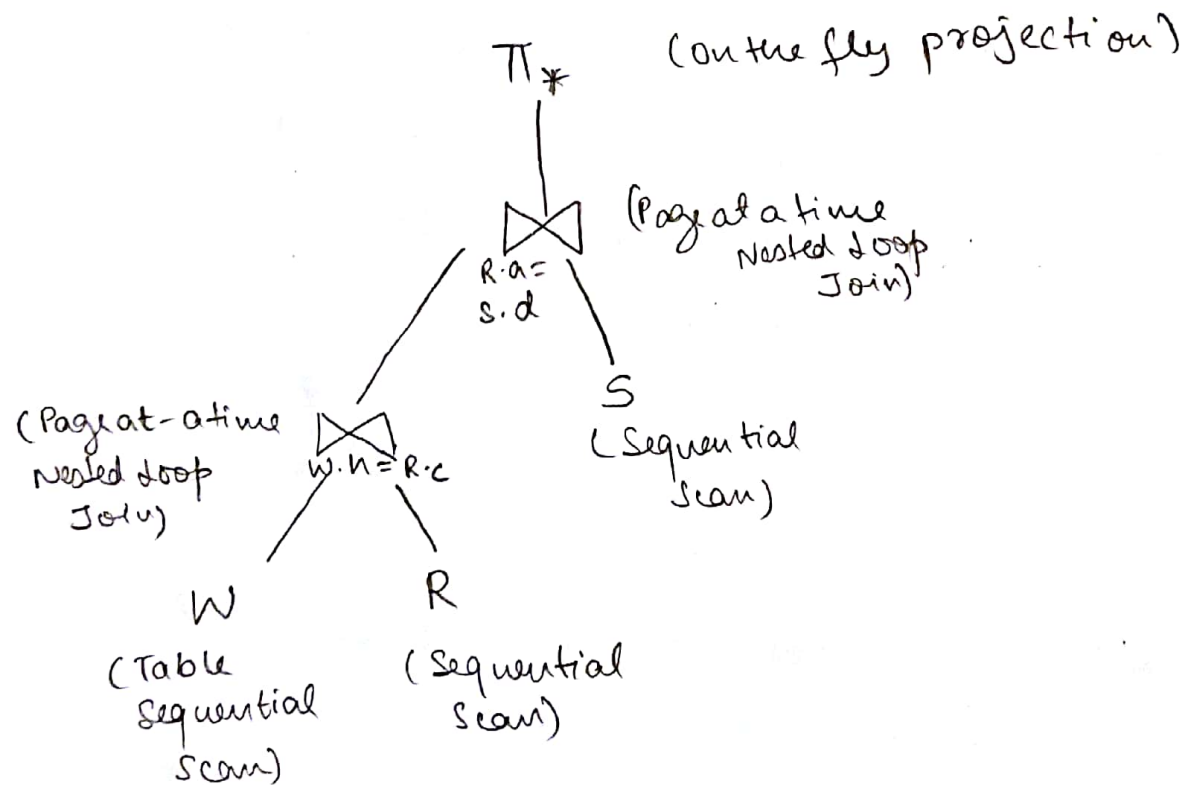 π* (on the fly projection)
⋈ (Page at a time
Nested Loop
Join)
R.a=
S.d
S
(Sequential
Scan)
(Page at-a time
Nested Loop
Join)
⋈
W.h=R.c
W
(Table
Sequential
Scan)
R
(Sequential
Scan)